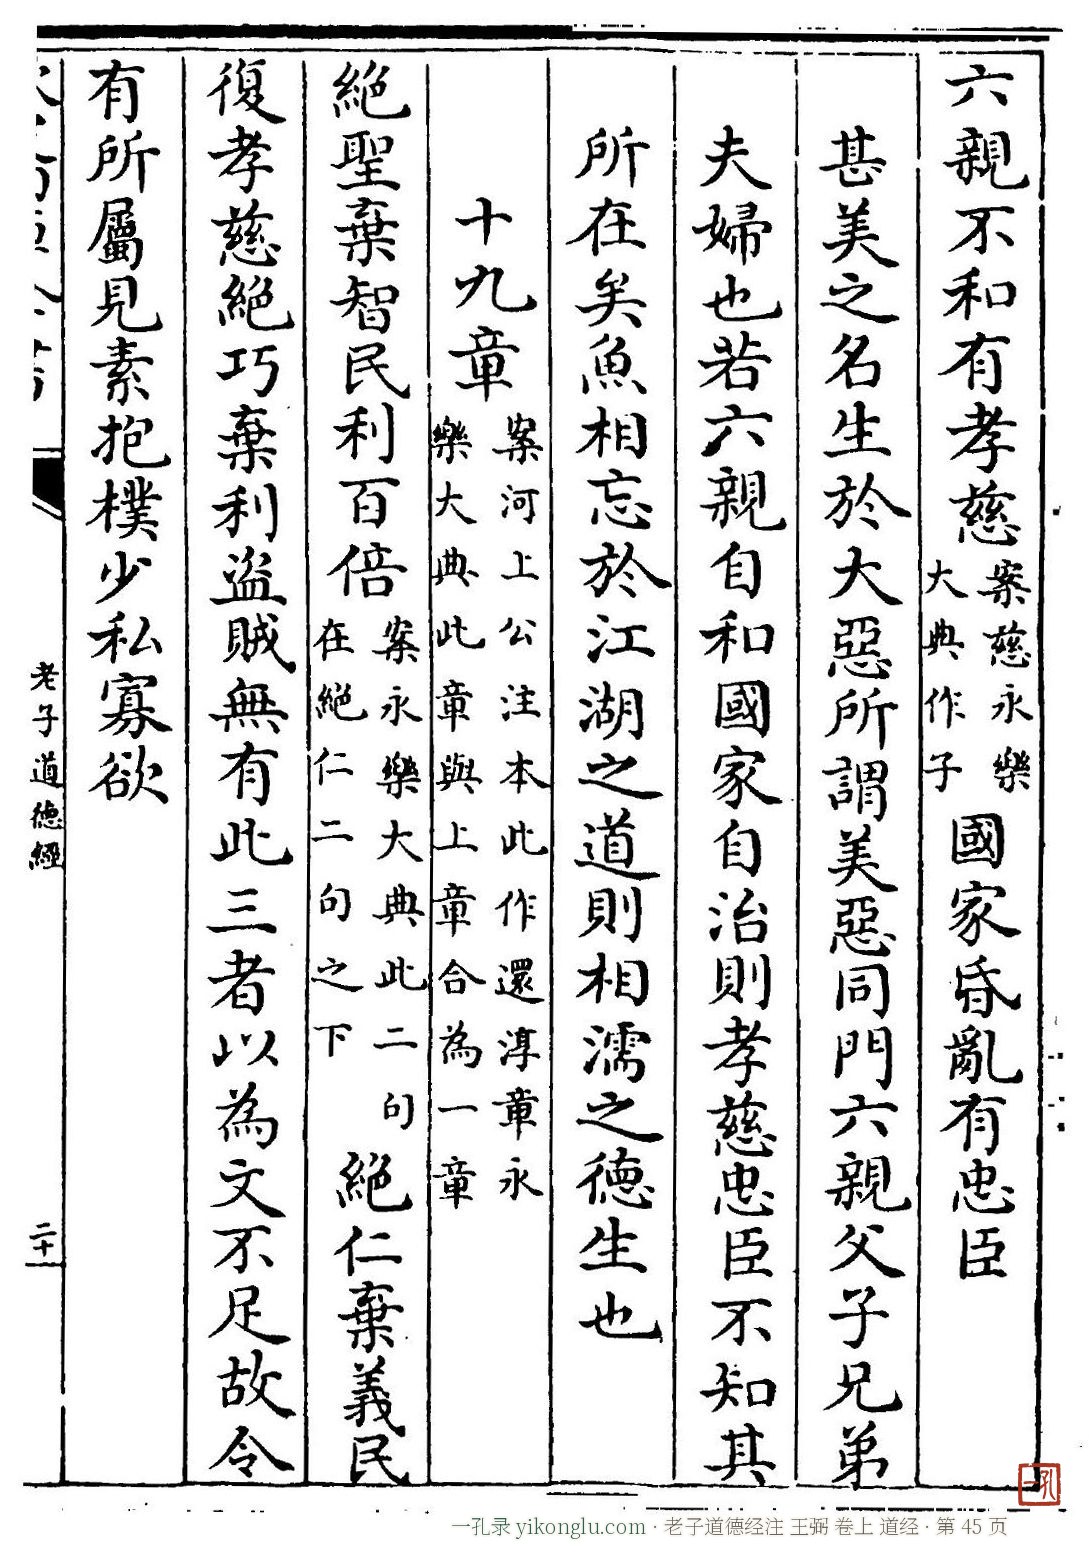 六親不和有孝慈案慈永樂大典作子國家昏亂有忠臣
甚美之名生於大惡所謂美惡同門六親父子兄弟
夫婦也若六親自和國家自治則孝慈忠臣不知其
所在矣魚相忘於江湖之道則相濡之德生也
十九章案河上公注本此作還淳章永樂大典此章與上章合為一章
絕聖棄智民利百倍案永樂大典此二句在絕仁二句之下絕仁棄義民
復孝慈絕巧棄利盜賊無有此三者以為文不足故令
有所屬見素抱樸少私寡欲
老子道德經
二十
一孔
一孔录 yikonglu.com · 老子道德经注 王弼 卷上 道经 · 第 45 页